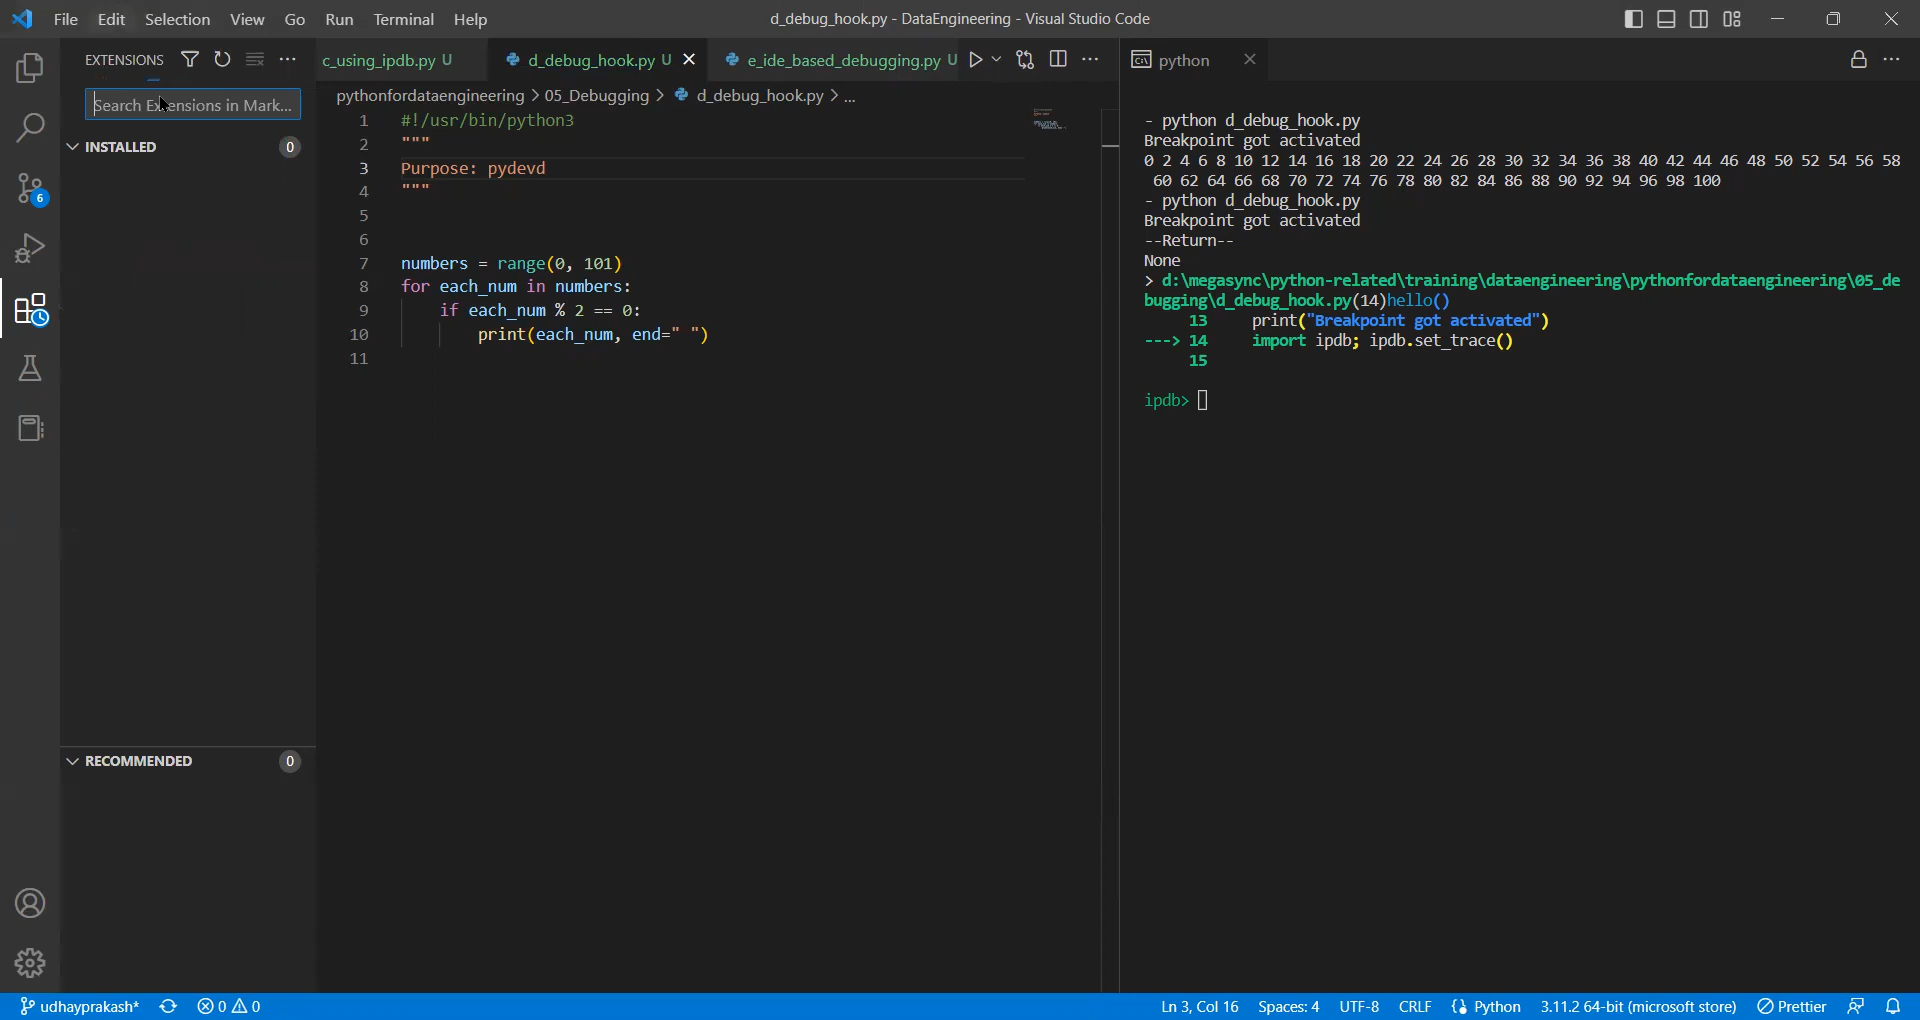 File Edit Selection View Go Run Terminal Help
d_debug_hook.py - DataEngineering - Visual Studio Code
EXTENSIONS
c_using_ipdb.py U
d_debug_hook.py U
e_ide_based_debugging.py U
python
Search Extensions in Mark...
pythonfordataengineering > 05_Debugging > d_debug_hook.py > ...
INSTALLED 0
6
RECOMMENDED 0
1 #!/usr/bin/python3
2 """
3 Purpose: pydevd
4 """
5
6
7 numbers = range(0, 101)
8 for each_num in numbers:
9 if each_num % 2 == 0:
10 print(each_num, end=" ")
11
- python d_debug_hook.py
Breakpoint got activated
0 2 4 6 8 10 12 14 16 18 20 22 24 26 28 30 32 34 36 38 40 42 44 46 48 50 52 54 56 58
60 62 64 66 68 70 72 74 76 78 80 82 84 86 88 90 92 94 96 98 100
- python d_debug_hook.py
Breakpoint got activated
--Return--
None
> d:\megasync\python-related\training\dataengineering\pythonfordataengineering\05_de
bugging\d_debug_hook.py(14)hello()
13 print("Breakpoint got activated")
---> 14 import ipdb; ipdb.set_trace()
15
ipdb>
udhayprakash* 0 0
Ln 3, Col 16 Spaces: 4 UTF-8 CRLF Python 3.11.2 64-bit (microsoft store) Prettier